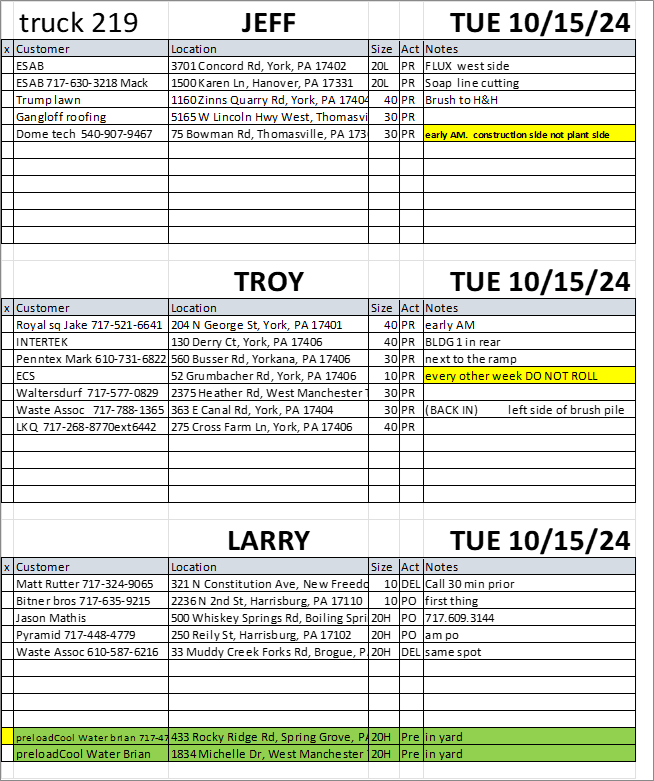 truck 219 JEFF TUE 10/15/24
x Customer Location Size Act Notes
ESAB 3701 Concord Rd, York, PA 17402 20L PR FLUX west side
ESAB 717-630-3218 Mack 1500 Karen Ln, Hanover, PA 17331 20L PR Soap line cutting
Trump lawn 1160 Zinns Quarry Rd, York, PA 17404 40 PR Brush to H&H
Gangloff roofing 5165 W Lincoln Hwy West, Thomasvi 30 PR
Dome tech 540-907-9467 75 Bowman Rd, Thomasville, PA 173 30 PR early AM. construction side not plant side
TROY TUE 10/15/24
x Customer Location Size Act Notes
Royal sq Jake 717-521-6641 204 N George St, York, PA 17401 40 PR early AM
INTERTEK 130 Derry Ct, York, PA 17406 40 PR BLDG 1 in rear
Penntex Mark 610-731-6822 560 Busser Rd, Yorkana, PA 17406 30 PR next to the ramp
ECS 52 Grumbacher Rd, York, PA 17406 10 PR every other week DO NOT ROLL
Waltersdurf 717-577-0829 2375 Heather Rd, West Manchester T 30 PR
Waste Assoc 717-788-1365 363 E Canal Rd, York, PA 17404 30 PR (BACK IN) left side of brush pile
LKQ 717-268-8770ext6442 275 Cross Farm Ln, York, PA 17406 40 PR
LARRY TUE 10/15/24
x Customer Location Size Act Notes
Matt Rutter 717-324-9065 321 N Constitution Ave, New Freedo 10 DEL Call 30 min prior
Bitner bros 717-635-9215 2236 N 2nd St, Harrisburg, PA 17110 10 PO first thing
Jason Mathis 500 Whiskey Springs Rd, Boiling Spri 20H PO 717.609.3144
Pyramid 717-448-4779 250 Reily St, Harrisburg, PA 17102 20H PO am po
Waste Assoc 610-587-6216 33 Muddy Creek Forks Rd, Brogue, P 20H DEL same spot
preloadCool Water brian 717-47 433 Rocky Ridge Rd, Spring Grove, PA 20H Pre in yard
preloadCool Water Brian 1834 Michelle Dr, West Manchester 20H Pre in yard